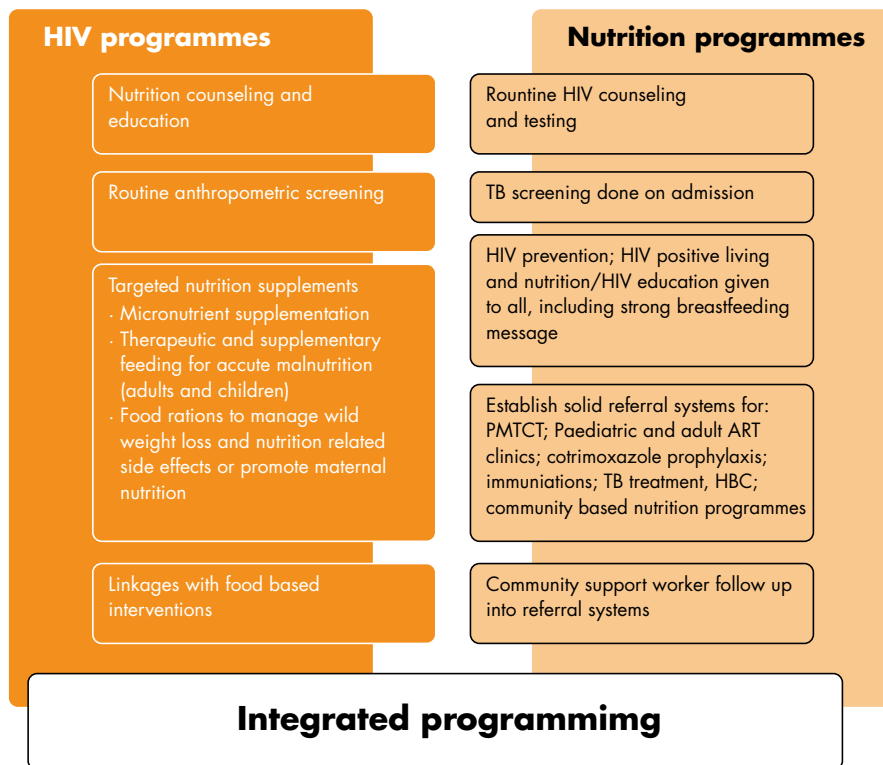 HIV programmes
Nutrition counseling and
education
Routine anthropometric screening
Targeted nutrition supplements
· Micronutrient supplementation
· Therapeutic and supplementary
feeding for accute malnutrition
(adults and children)
· Food rations to manage wild
weight loss and nutrition related
side effects or promote maternal
nutrition
Linkages with food based
interventions
Nutrition programmes
Rountine HIV counseling
and testing
TB screening done on admission
HIV prevention; HIV positive living
and nutrition/HIV education given
to all, including strong breastfeeding
message
Establish solid referral systems for:
PMTCT; Paediatric and adult ART
clinics; cotrimoxazole prophylaxis;
immuniations; TB treatment, HBC;
community based nutrition programmes
Community support worker follow up
into referral systems
Integrated programmimg